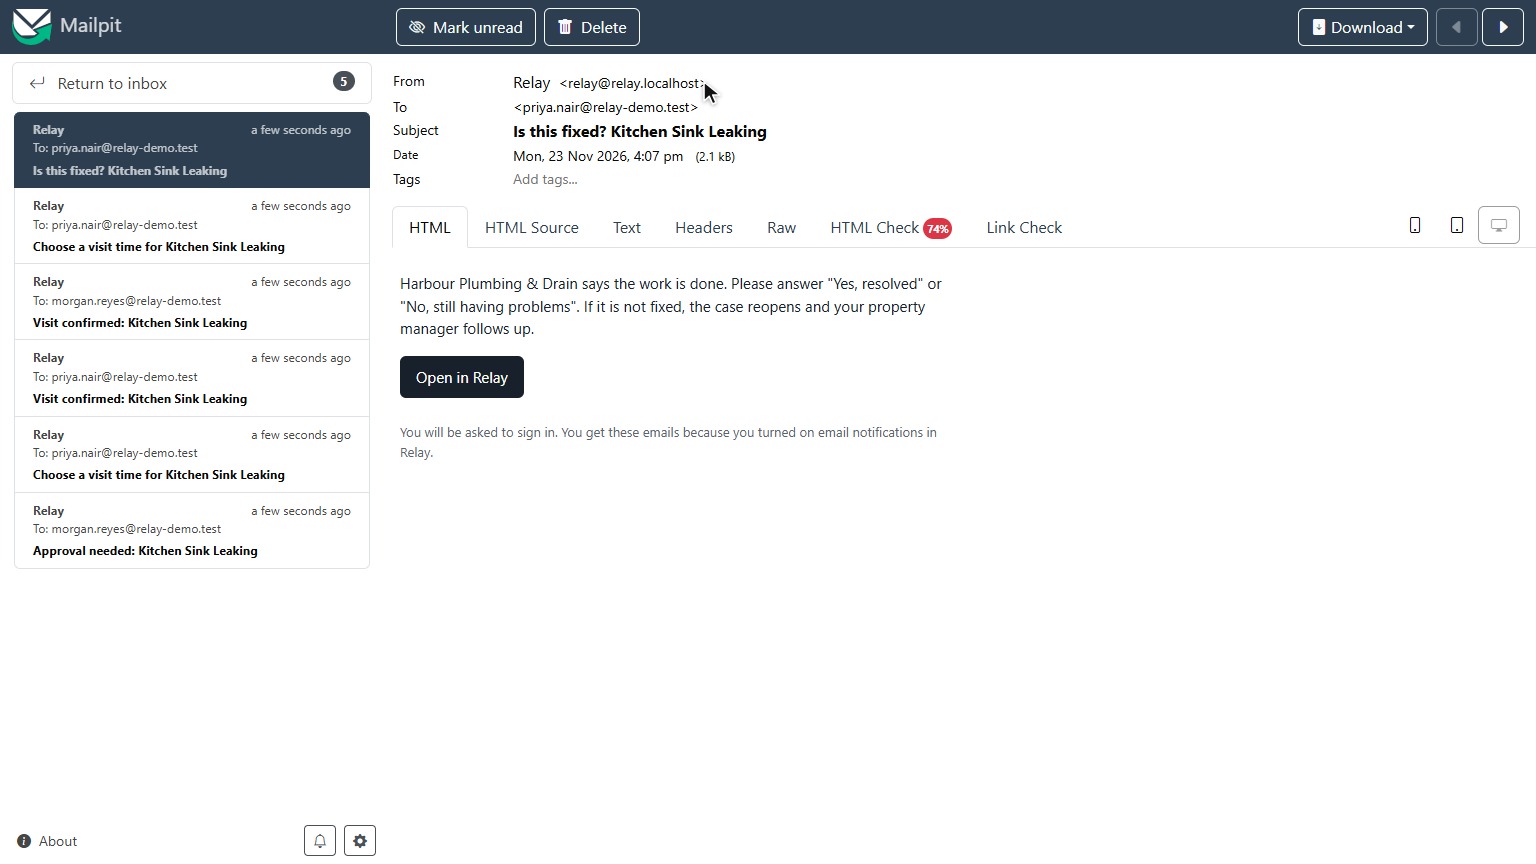 Mailpit
Mark unread
Delete
Download
Return to inbox
5
Relay
a few seconds ago
To: priya.nair@relay-demo.test
Is this fixed? Kitchen Sink Leaking
Relay
a few seconds ago
To: priya.nair@relay-demo.test
Choose a visit time for Kitchen Sink Leaking
Relay
a few seconds ago
To: morgan.reyes@relay-demo.test
Visit confirmed: Kitchen Sink Leaking
Relay
a few seconds ago
To: priya.nair@relay-demo.test
Visit confirmed: Kitchen Sink Leaking
Relay
a few seconds ago
To: priya.nair@relay-demo.test
Choose a visit time for Kitchen Sink Leaking
Relay
a few seconds ago
To: morgan.reyes@relay-demo.test
Approval needed: Kitchen Sink Leaking
About
From Relay <relay@relay.localhost>
To <priya.nair@relay-demo.test>
Subject Is this fixed? Kitchen Sink Leaking
Date Mon, 23 Nov 2026, 4:07 pm (2.1 kB)
Tags Add tags...
HTML
HTML Source
Text
Headers
Raw
HTML Check 74%
Link Check
Harbour Plumbing & Drain says the work is done. Please answer "Yes, resolved" or
"No, still having problems". If it is not fixed, the case reopens and your property
manager follows up.
Open in Relay
You will be asked to sign in. You get these emails because you turned on email notifications in
Relay.